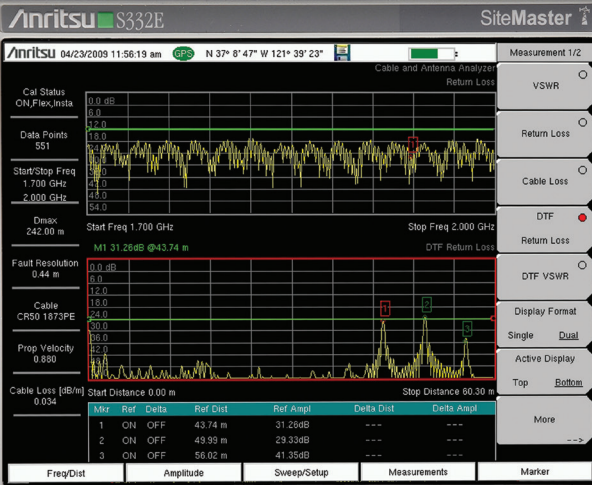 Anritsu S332E
SiteMaster
Anritsu 04/23/2009 11:56:19 am GPS N 37° 8' 47" W 121° 39' 23"
Measurement 1/2
Cable and Antenna Analyzer
Return Loss
Cal Status
ON,Flex,Insta
Data Points
551
Start/Stop Freq
1.700 GHz
2.000 GHz
Dmax
242.00 m
Fault Resolution
0.44 m
Cable
CR50 1873PE
Prop Velocity
0.880
Cable Loss [dB/m]
0.034
0.0 dB
6.0
12.0
18.0
42.0
48.0
54.0
1
Start Freq 1.700 GHz
Stop Freq 2.000 GHz
M1 31.26dB @43.74 m
DTF Return Loss
0.0 dB
6.0
12.0
18.0
24.0
30.0
36.0
42.0
1
2
3
Start Distance 0.00 m
Stop Distance 60.30 m
Mkr Ref Delta Ref Dist Ref Ampl Delta Dist Delta Ampl
1 ON OFF 43.74 m 31.26dB --- ---
2 ON OFF 49.99 m 29.33dB --- ---
3 ON OFF 56.02 m 41.35dB --- ---
VSWR
Return Loss
Cable Loss
DTF
Return Loss
DTF VSWR
Display Format
Single Dual
Active Display
Top Bottom
More
-->
Freq/Dist
Amplitude
Sweep/Setup
Measurements
Marker